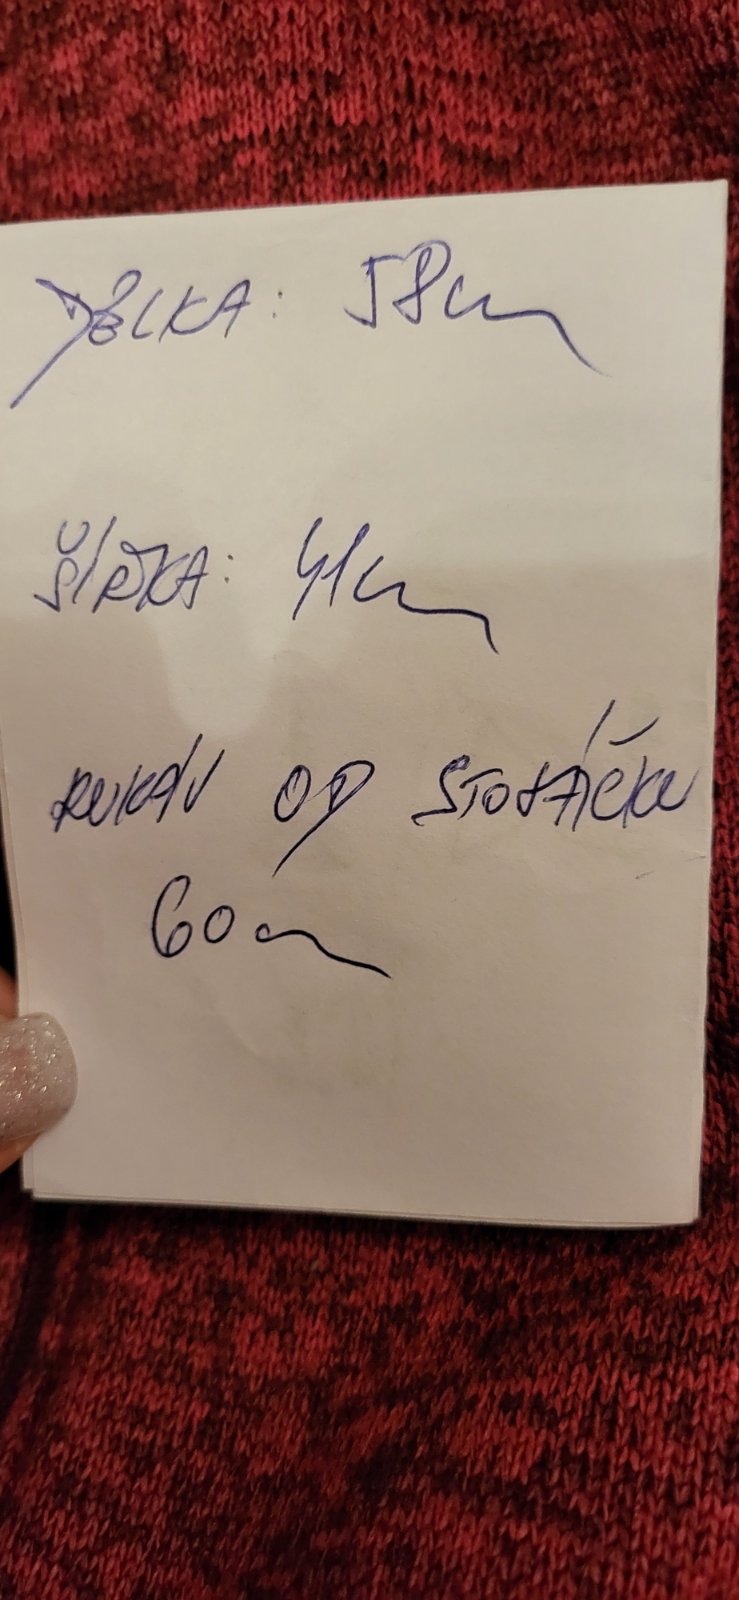 DÉLKA: 58cm
ŠÍŘKA: 41cm
RUKÁV OD STOJÁČKU
60cm